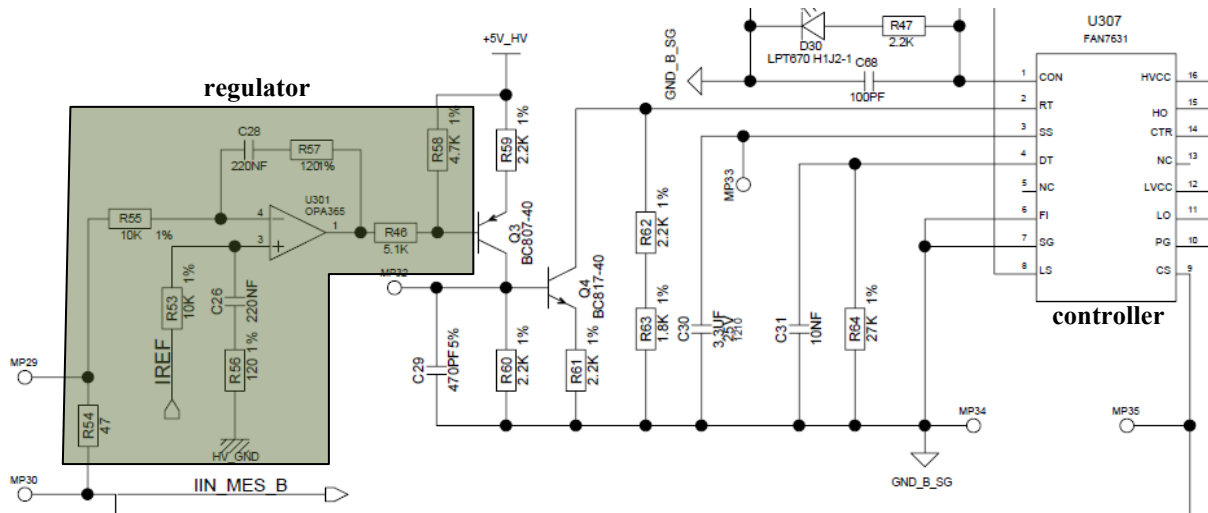 regulator
+5V_HV
D30
LPT670 H1J2-1
R47
2.2K
C68
100PF
GND_B_SG
U307
FAN7631
1 CON
2 RT
3 SS
4 DT
5 NC
6 FI
7 SG
8 LS
HVCC 16
HO 15
CTR 14
NC 13
LVCC 12
LO 11
PG 10
CS 9
controller
C28
220NF
R57
120 1%
R58
4.7K 1%
R59
2.2K 1%
U301
OPA365
4
3
1
R55
10K 1%
R46
5.1K
Q3
BC807-40
MP32
Q4
BC817-40
R53
10K 1%
C26
220NF
R56
120 1%
IREF
HV_GND
MP29
R54
47
MP30
IIN_MES_B
C29
470PF 5%
R60
2.2K 1%
R61
2.2K 1%
R62
2.2K 1%
R63
1.8K 1%
MP33
C30
3.3UF
25V
1210
C31
10NF
R64
27K 1%
MP34
MP35
GND_B_SG